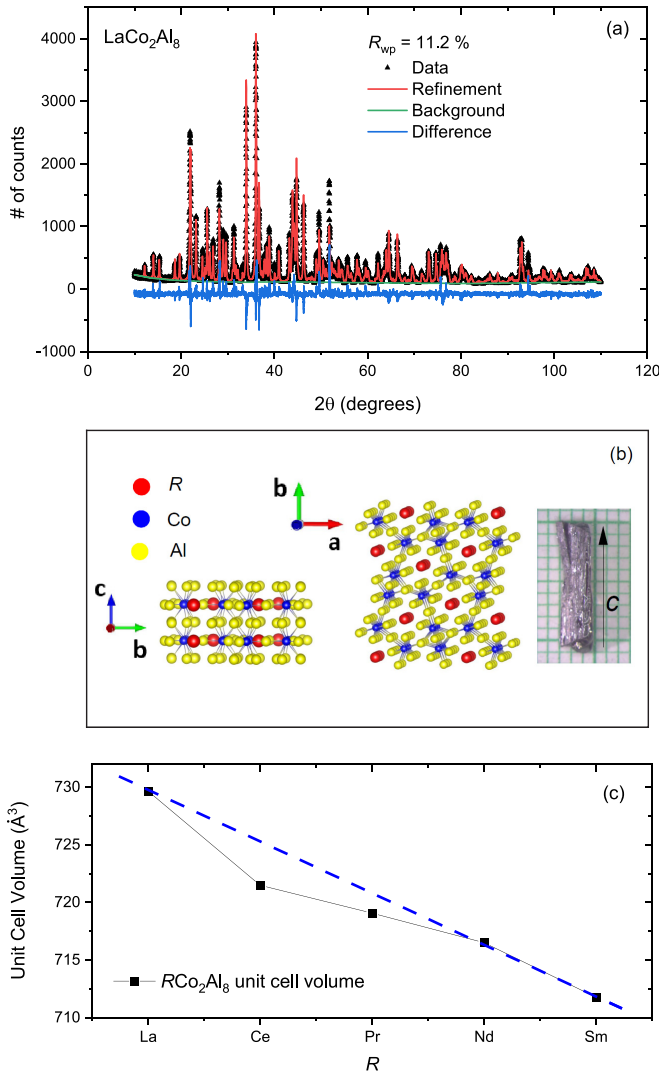 LaCo₂Al₈
(a)
R_wp = 11.2 %
Data
Refinement
Background
Difference
# of counts
4000
3000
2000
1000
0
-1000
0 20 40 60 80 100 120
2θ (degrees)
(b)
R
Co
Al
b
a
c
b
C
Unit Cell Volume (Å³)
730
725
720
715
710
(c)
RCo₂Al₈ unit cell volume
La Ce Pr Nd Sm
R